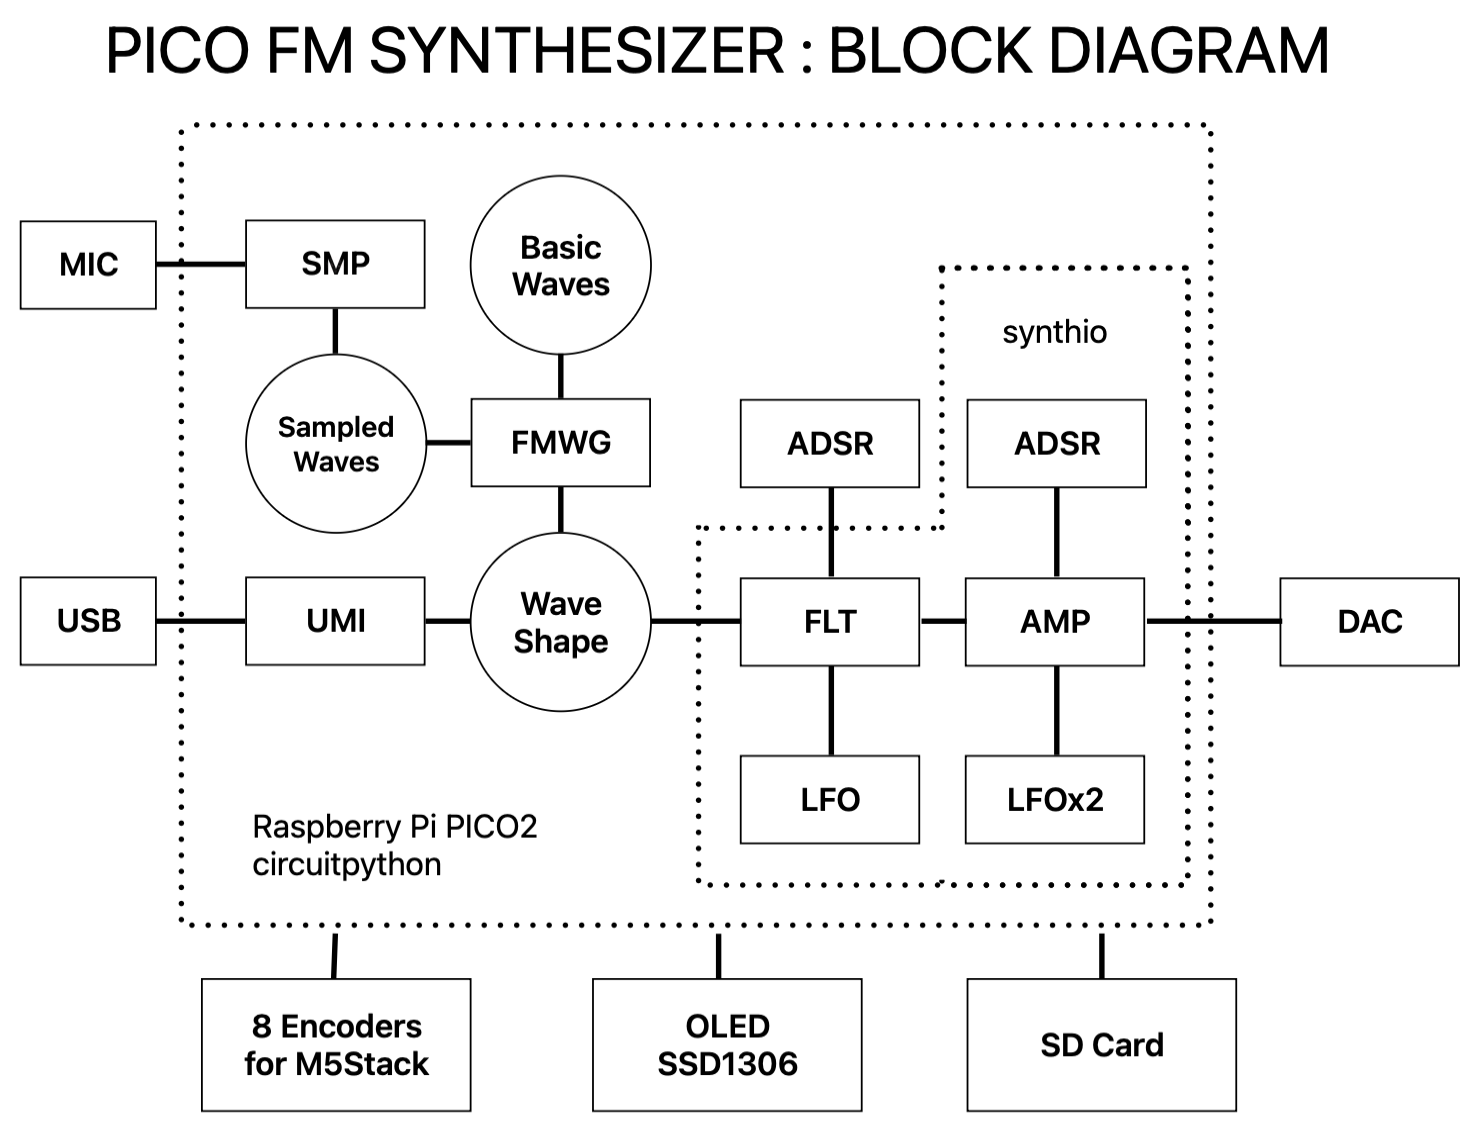 PICO FM SYNTHESIZER : BLOCK DIAGRAM
MIC
SMP
Basic
Waves
synthio
Sampled
Waves
FMWG
ADSR
ADSR
USB
UMI
Wave
Shape
FLT
AMP
DAC
LFO
LFOx2
Raspberry Pi PICO2
circuitpython
8 Encoders
for M5Stack
OLED
SSD1306
SD Card